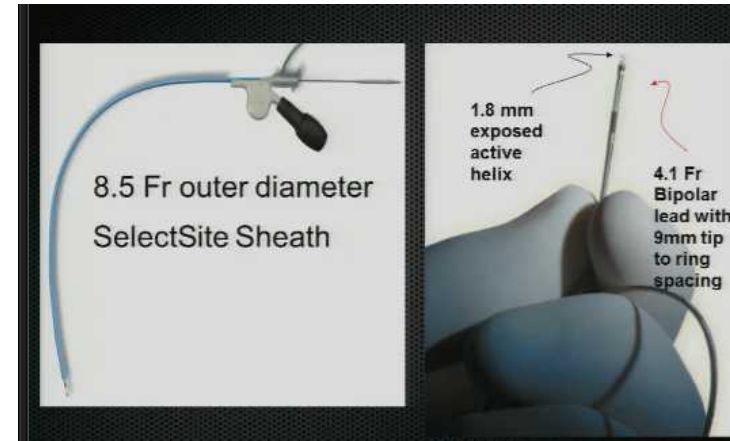 8.5 Fr outer diameter
SelectSite Sheath
1.8 mm
exposed
active
helix
4.1 Fr
Bipolar
lead with
9mm tip
to ring
spacing